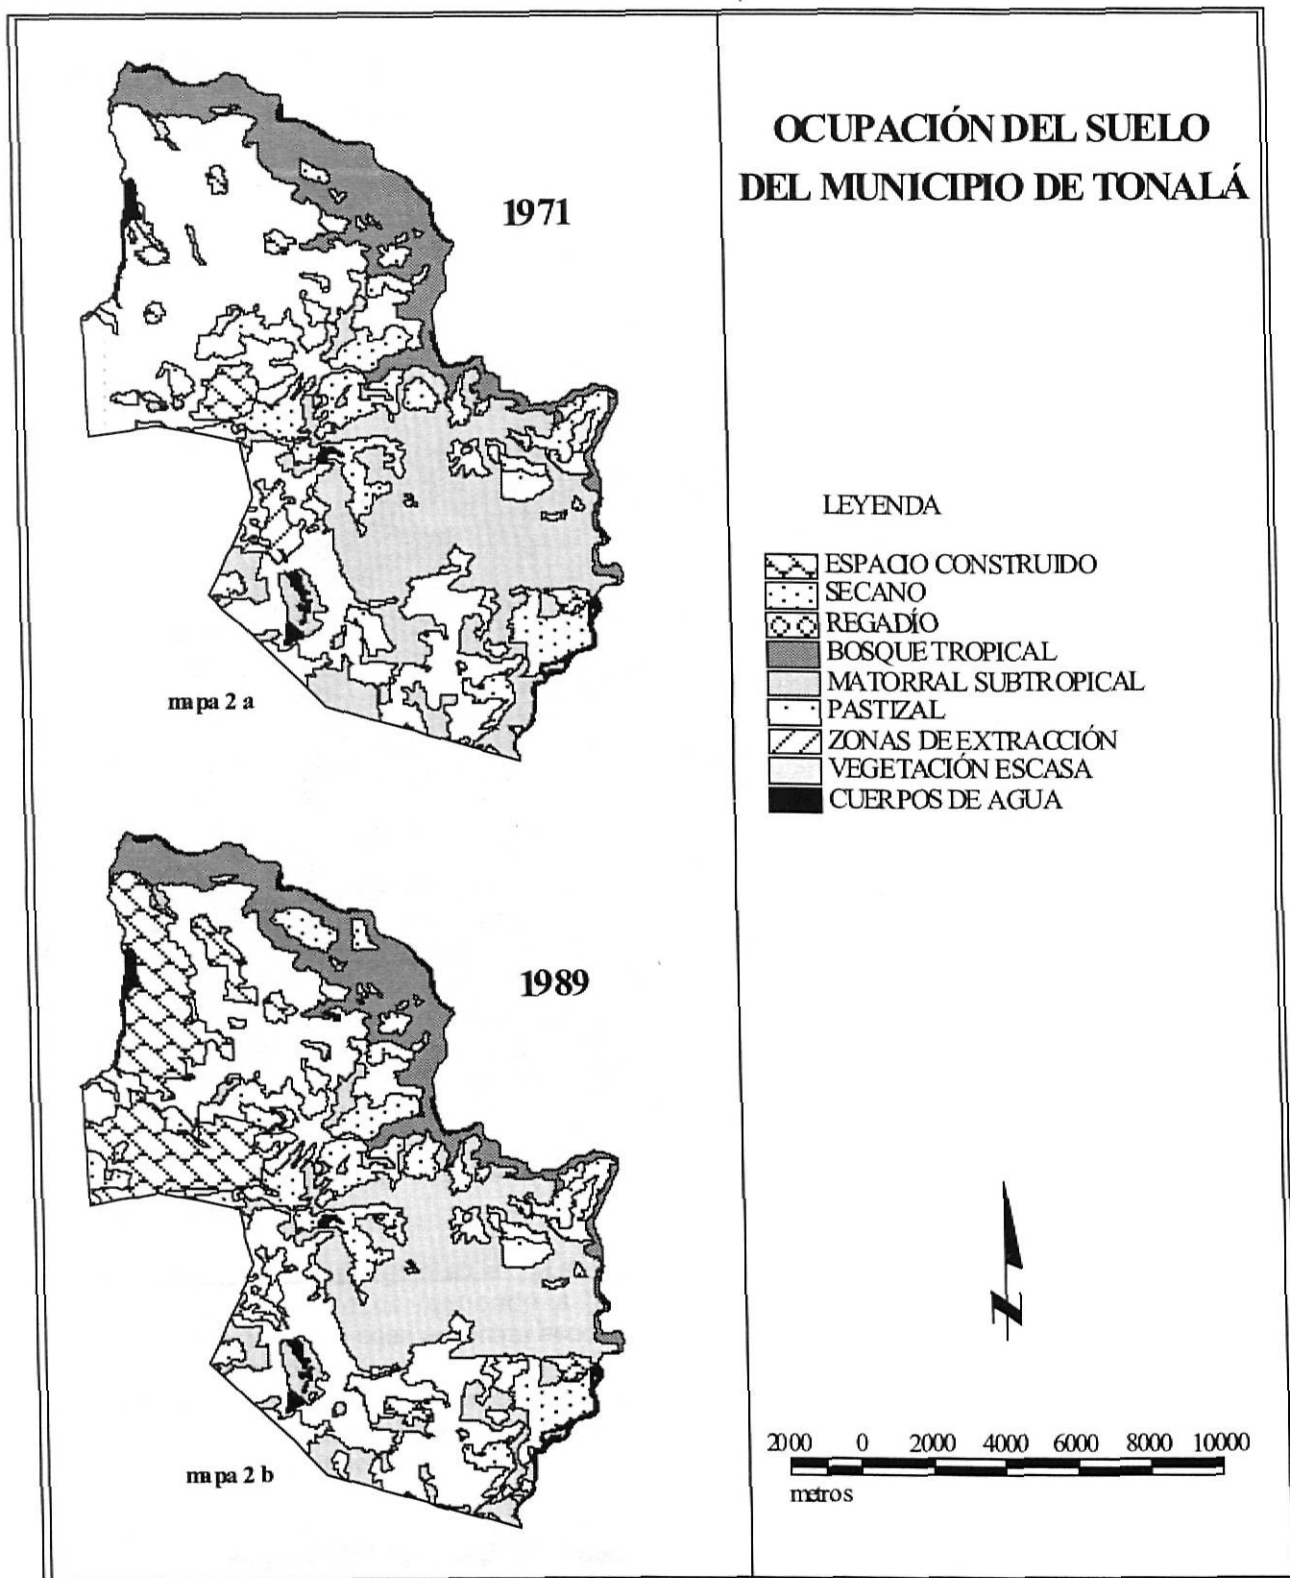 OCUPACIÓN DEL SUELO
DEL MUNICIPIO DE TONALÁ
1971
mapa 2 a
1989
mapa 2 b
LEYENDA
ESPACIO CONSTRUIDO
SECANO
REGADÍO
BOSQUE TROPICAL
MATORRAL SUBTROPICAL
PASTIZAL
ZONAS DE EXTRACCIÓN
VEGETACIÓN ESCASA
CUERPOS DE AGUA
N
2000 0 2000 4000 6000 8000 10000
metros